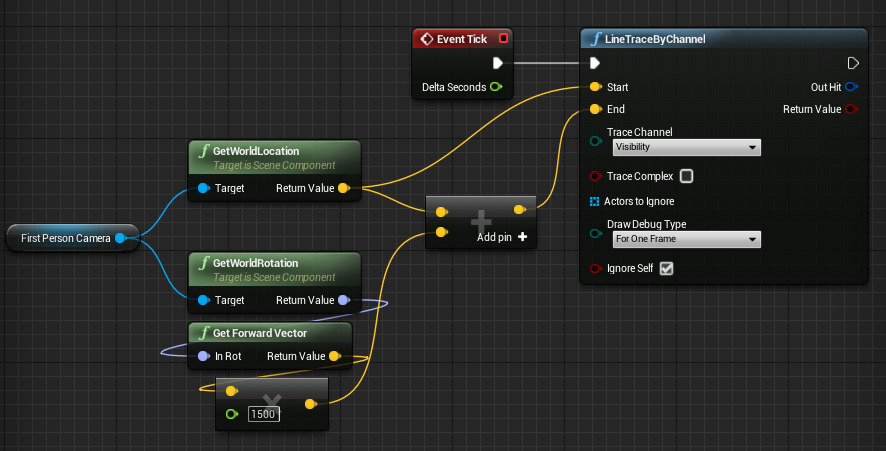 Event Tick
Delta Seconds
LineTraceByChannel
Start
Out Hit
End
Return Value
Trace Channel
Visibility
Trace Complex
Actors to Ignore
Draw Debug Type
For One Frame
Ignore Self
GetWorldLocation
Target is Scene Component
Target
Return Value
Add pin
First Person Camera
GetWorldRotation
Target is Scene Component
Target
Return Value
Get Forward Vector
In Rot
Return Value
1500